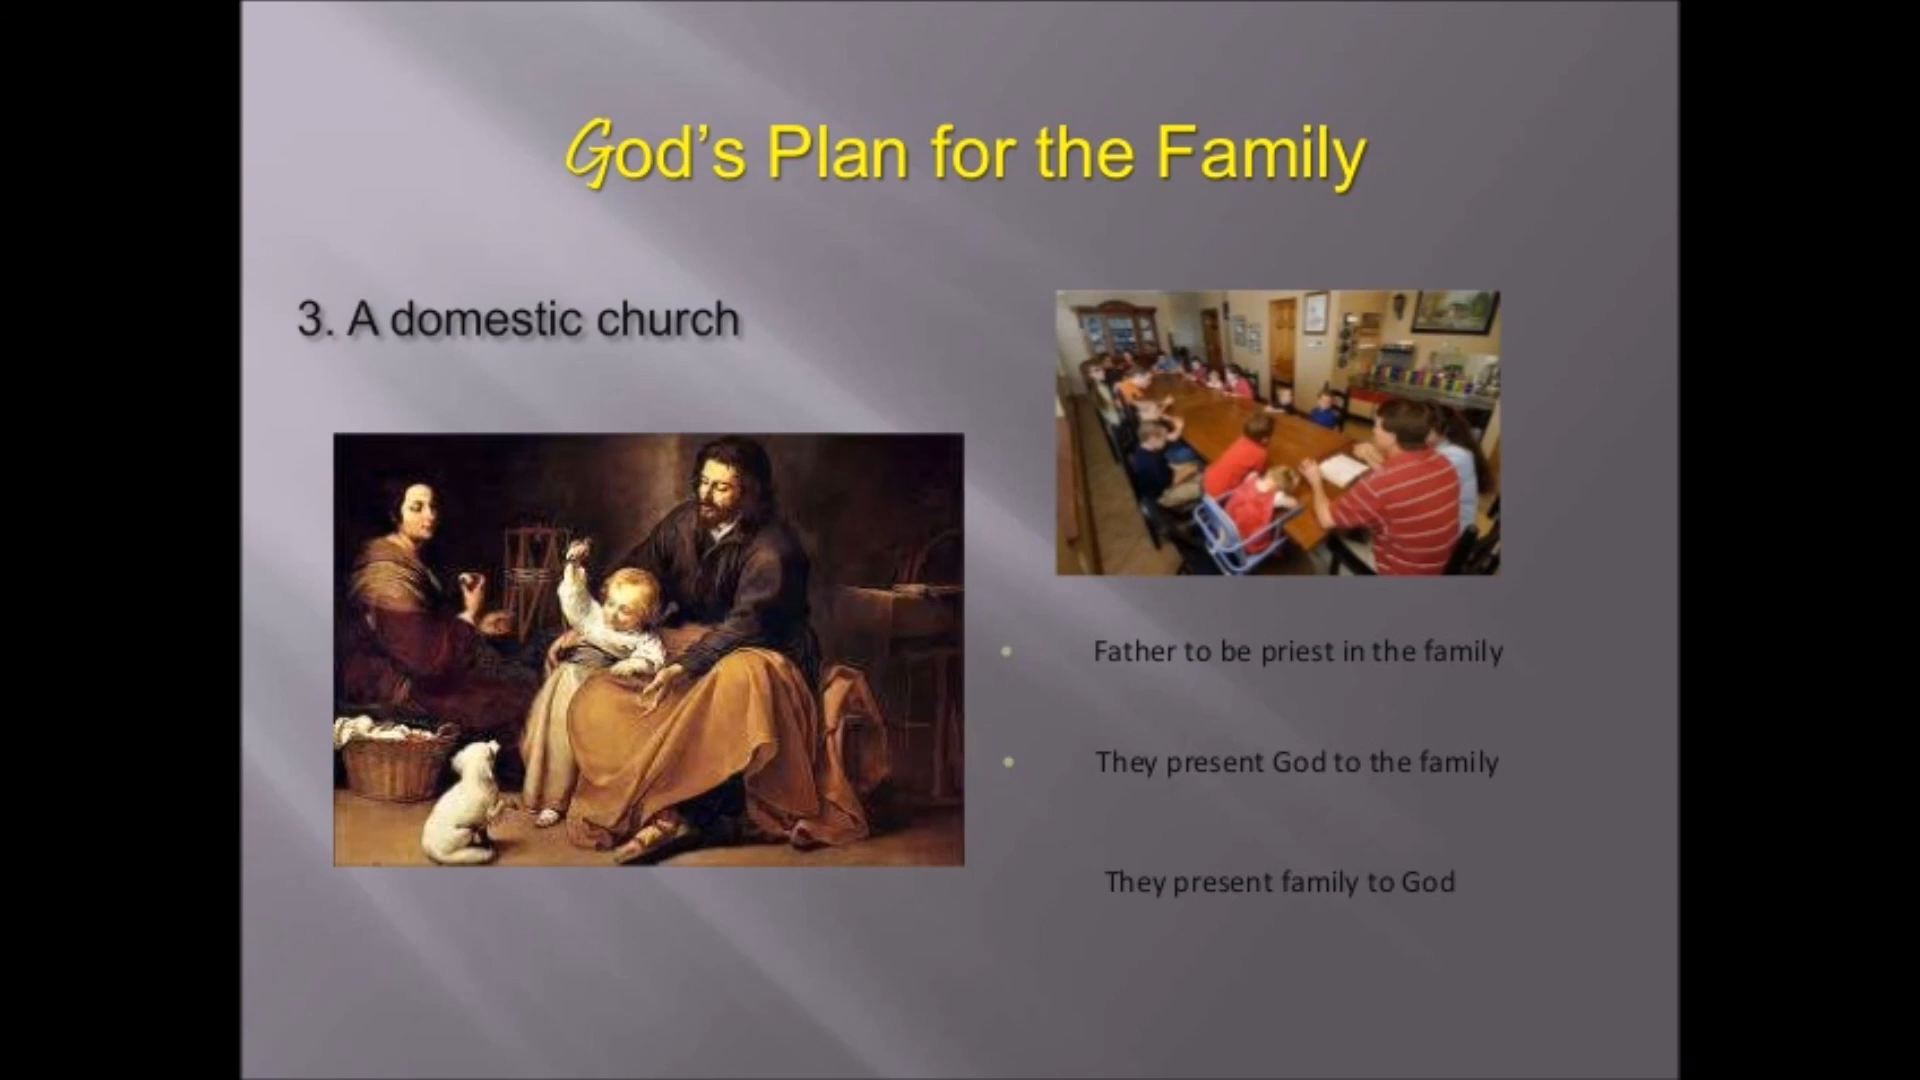 God's Plan for the Family
3. A domestic church
Father to be priest in the family
They present God to the family
They present family to God